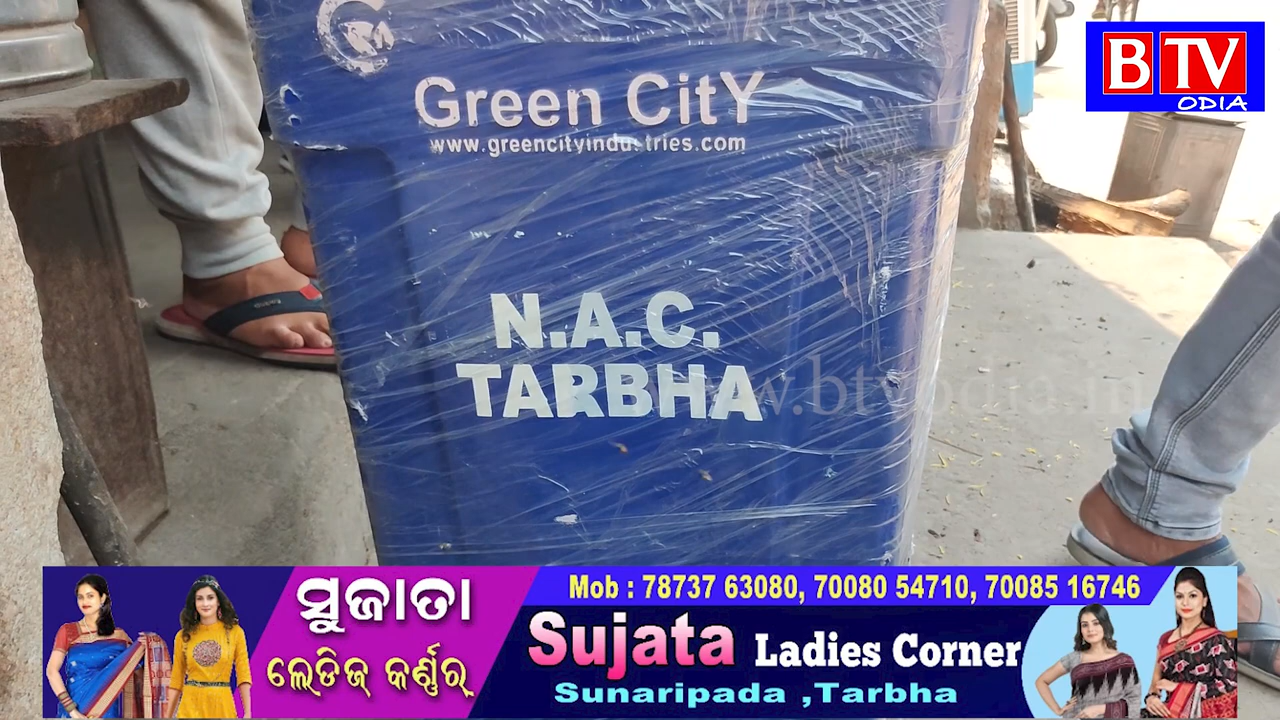 BTV
ODIA
Green CitY
www.greencityindustries.com
N.A.C.
TARBHA
www.btvodia.in
ସୁଜାତା
ଲେଡିଜ୍ କର୍ଣ୍ଣର୍
Mob : 78737 63080, 70080 54710, 70085 16746
Sujata Ladies Corner
Sunaripada ,Tarbha